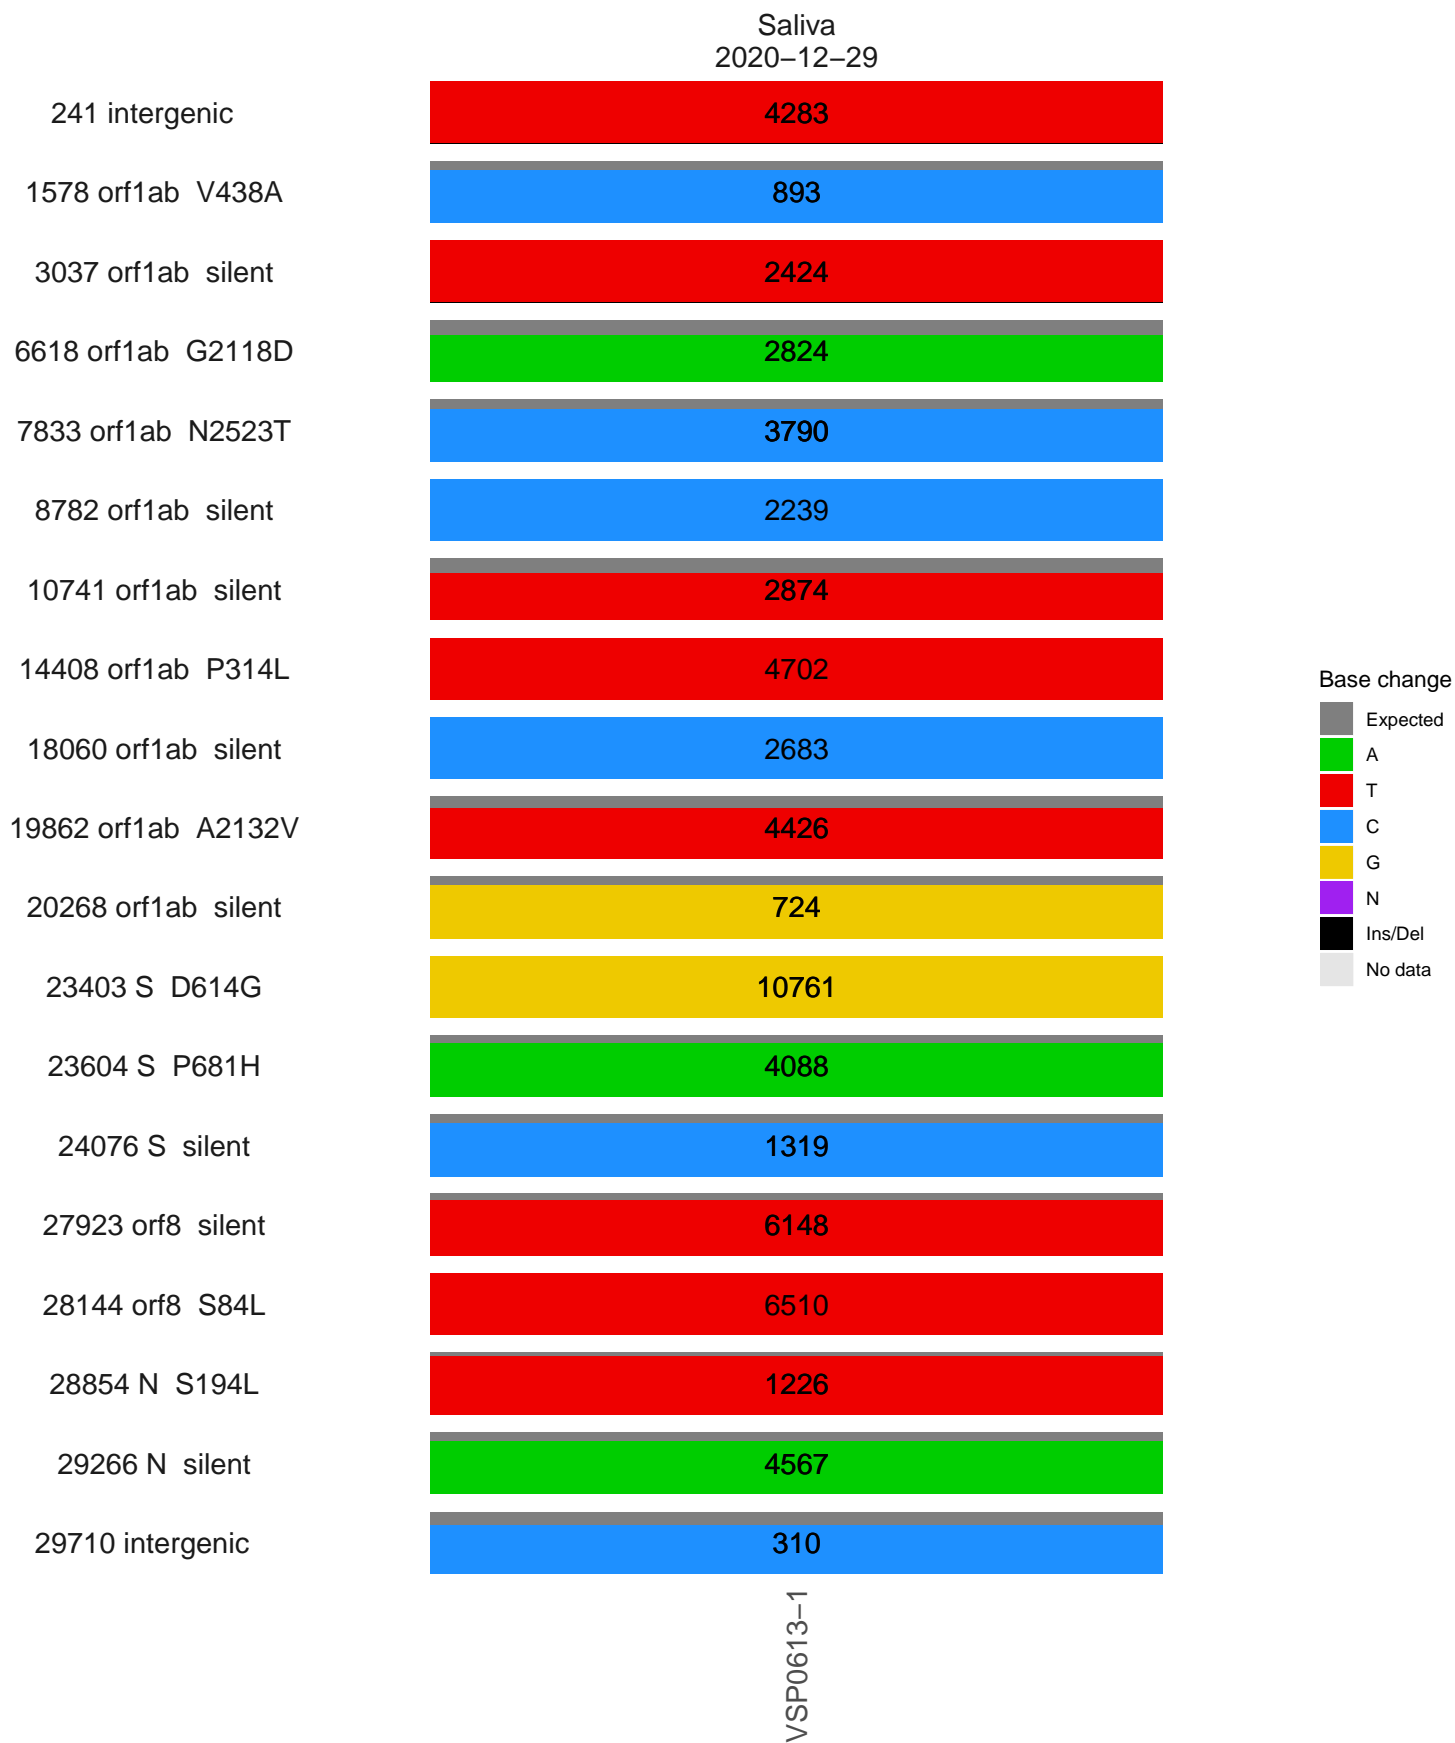 Saliva
2020−12−29
241 intergenic 4283
1578 orf1ab  V438A 893
3037 orf1ab  silent 2424
6618 orf1ab  G2118D 2824
7833 orf1ab  N2523T 3790
8782 orf1ab  silent 2239
10741 orf1ab  silent 2874
14408 orf1ab  P314L 4702
18060 orf1ab  silent 2683
19862 orf1ab  A2132V 4426
20268 orf1ab  silent 724
23403 S  D614G 10761
23604 S  P681H 4088
24076 S  silent 1319
27923 orf8  silent 6148
28144 orf8  S84L 6510
28854 N  S194L 1226
29266 N  silent 4567
29710 intergenic 310
VSP0613−1
Base change
Expected
A
T
C
G
N
Ins/Del
No data